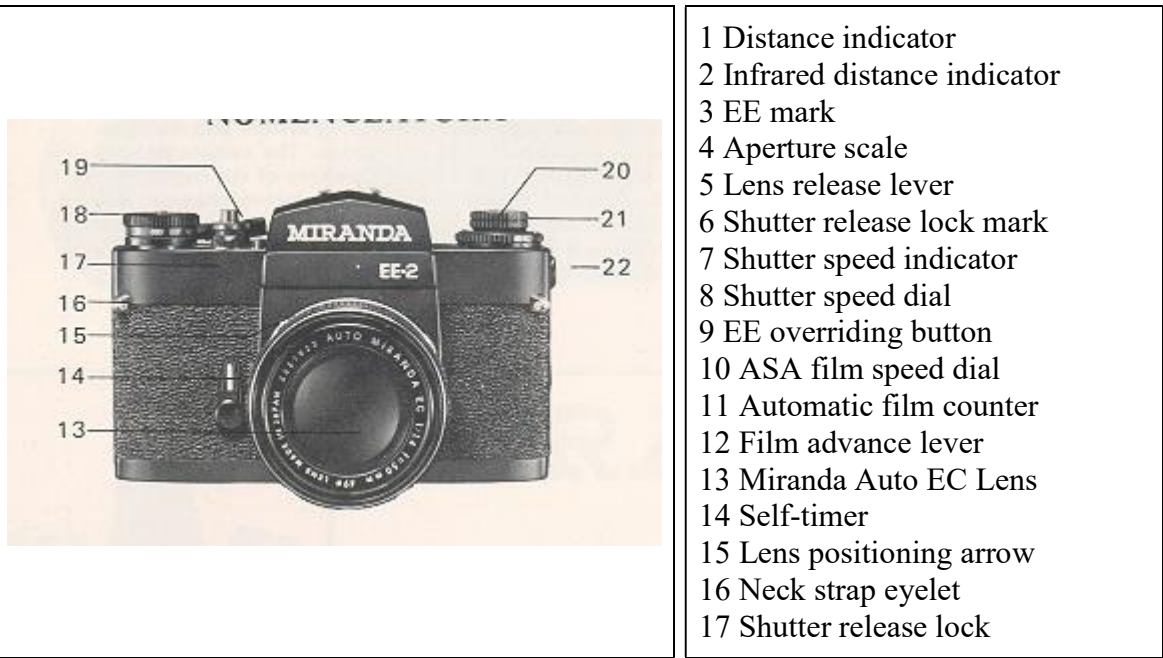 19
20
18
21
MIRANDA
EE-2
17
22
16
15
14
13
AUTO MIRANDA EC
1 Distance indicator
2 Infrared distance indicator
3 EE mark
4 Aperture scale
5 Lens release lever
6 Shutter release lock mark
7 Shutter speed indicator
8 Shutter speed dial
9 EE overriding button
10 ASA film speed dial
11 Automatic film counter
12 Film advance lever
13 Miranda Auto EC Lens
14 Self-timer
15 Lens positioning arrow
16 Neck strap eyelet
17 Shutter release lock